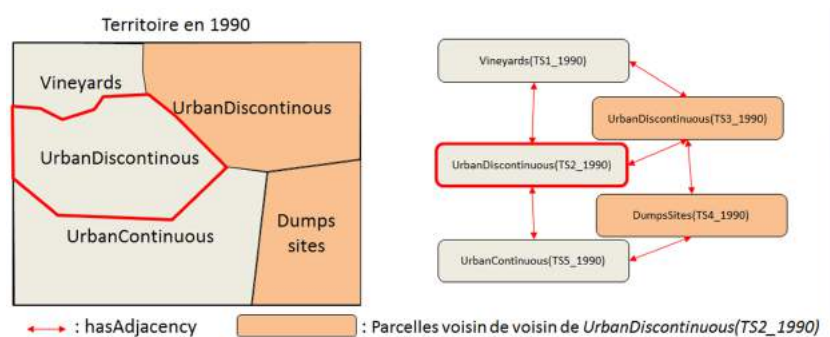 Territoire en 1990
Vineyards
UrbanDiscontinous
UrbanDiscontinous
UrbanContinuous
Dumps
sites
Vineyards(TS1_1990)
UrbanDiscontinuous(TS3_1990)
UrbanDiscontinuous(TS2_1990)
DumpsSites(TS4_1990)
UrbanContinuous(TS5_1990)
: hasAdjacency
: Parcelles voisin de voisin de UrbanDiscontinuous(TS2_1990)